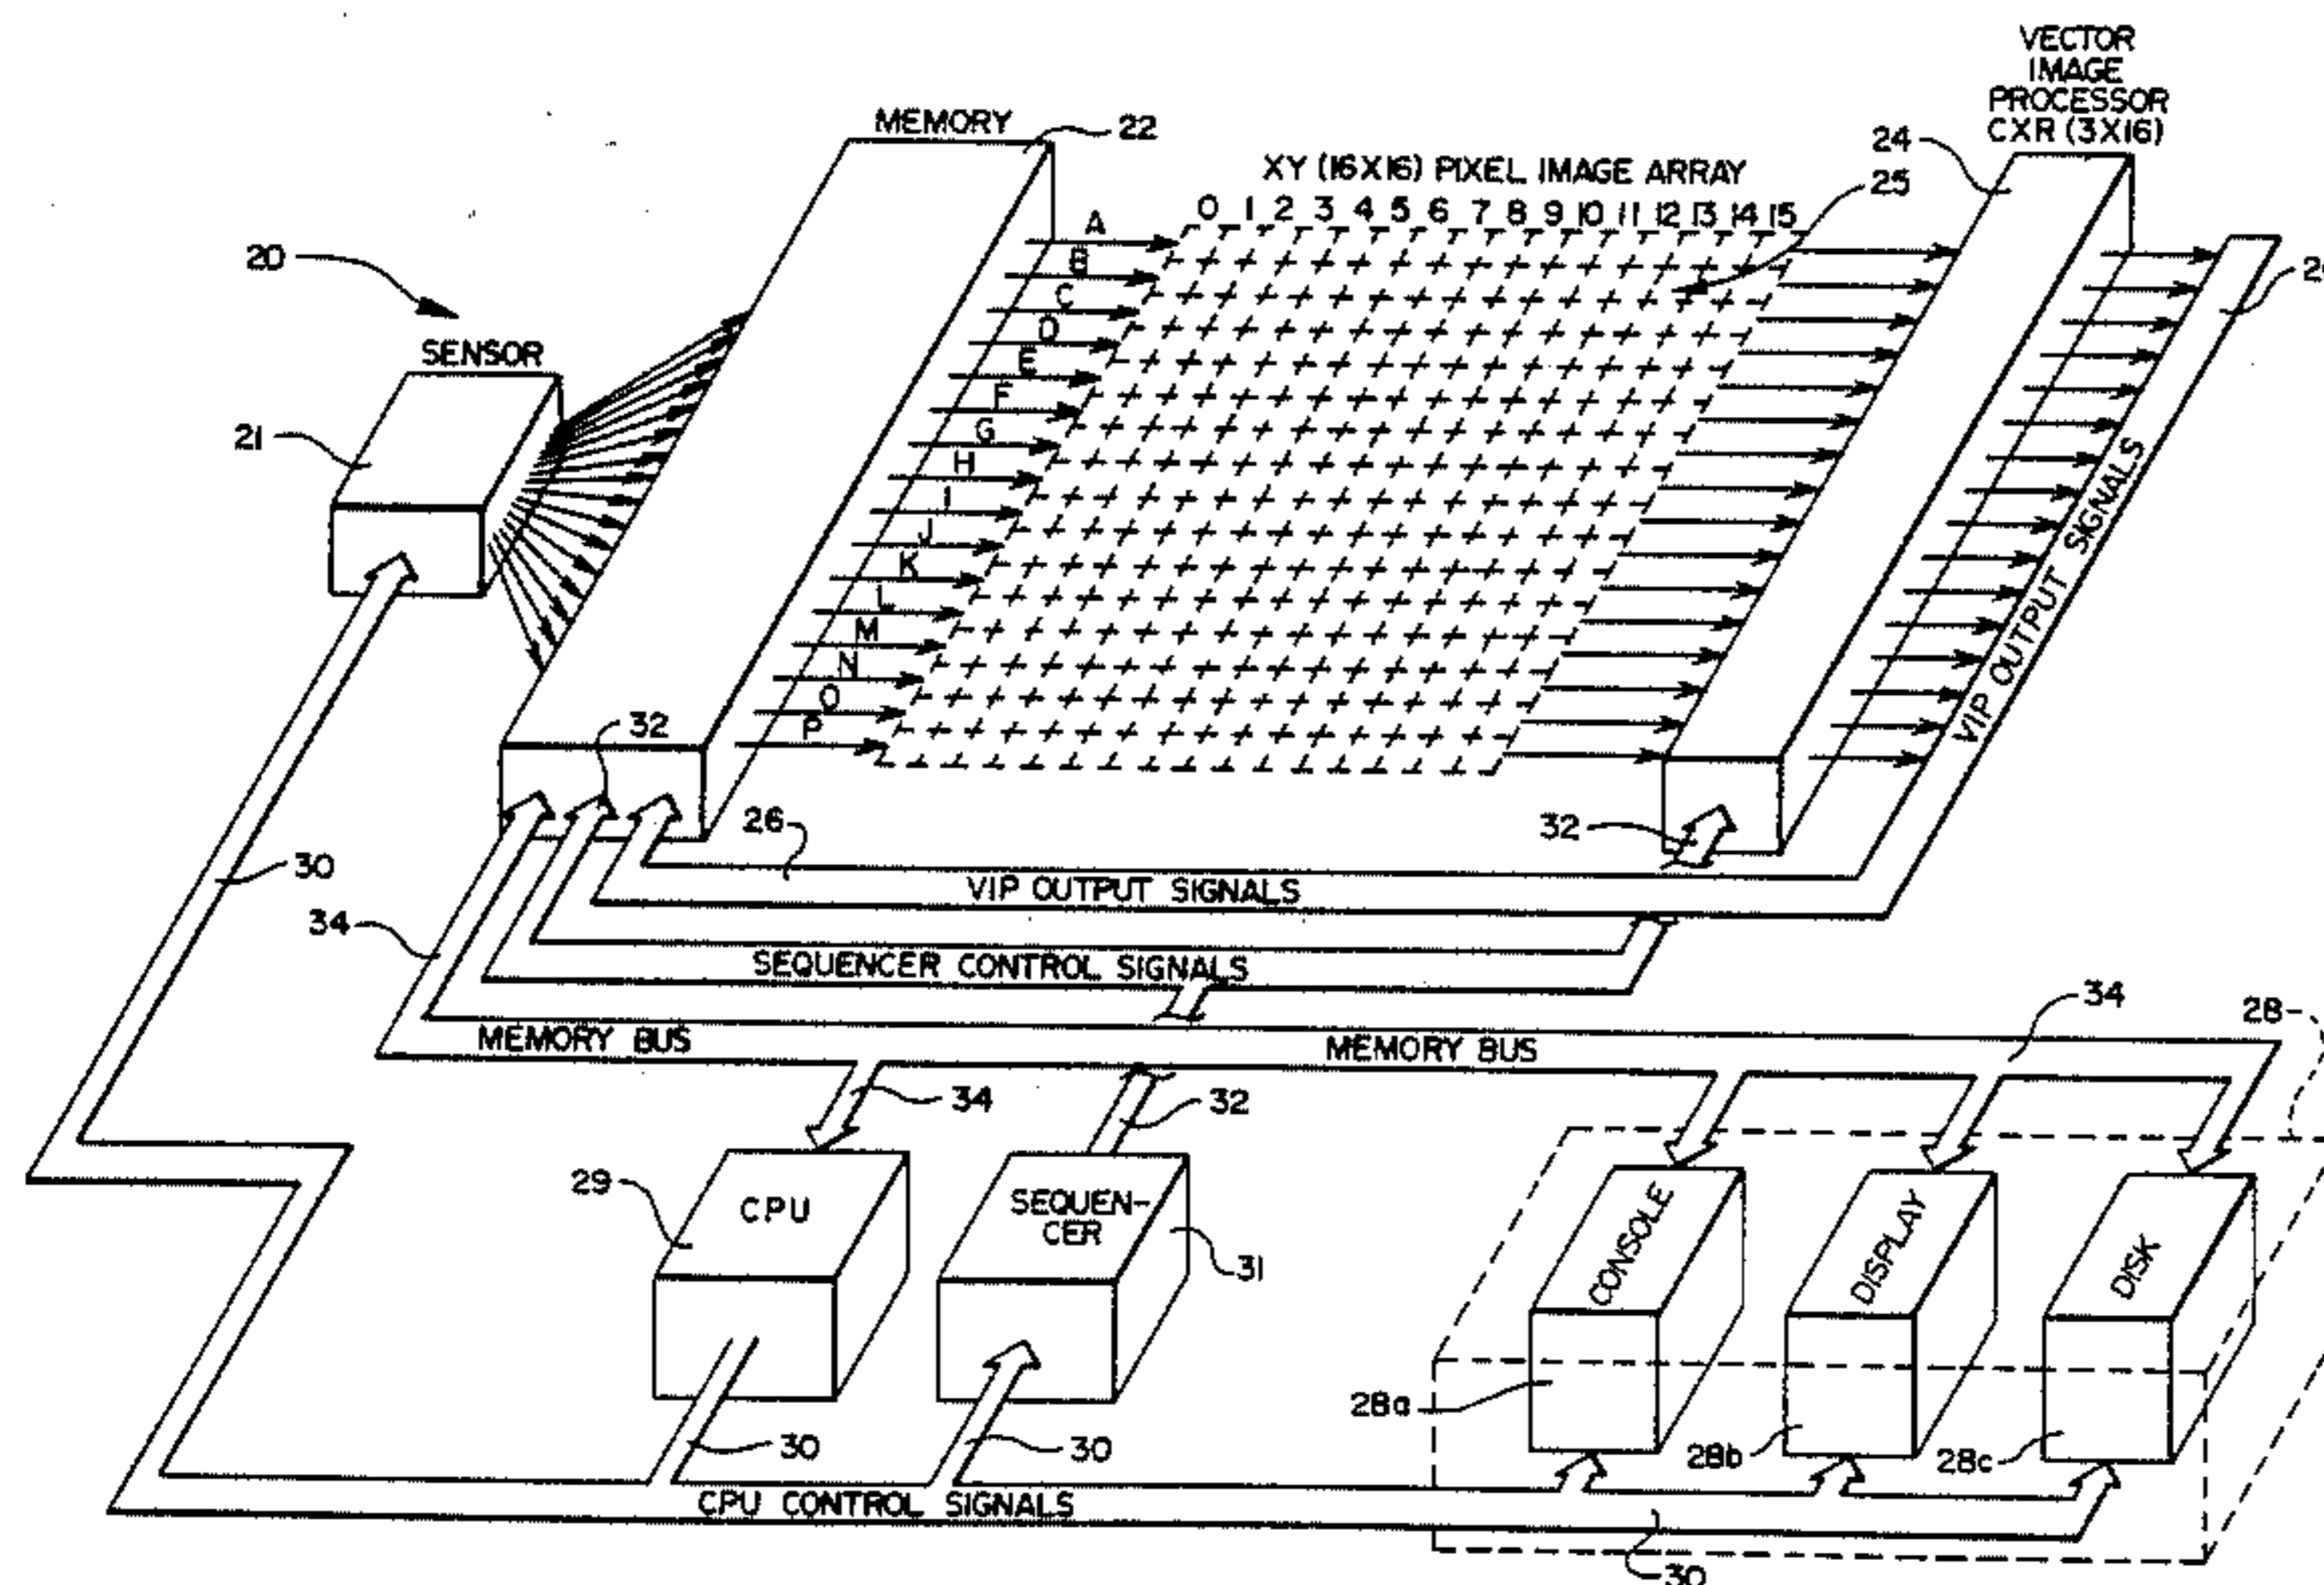 VECTOR
IMAGE
PROCESSOR
CXR (3X16)
MEMORY
22
24
XY (16X16) PIXEL IMAGE ARRAY
25
0 1 2 3 4 5 6 7 8 9 10 11 12 13 14 15
A
B
C
D
E
F
G
H
I
J
K
L
M
N
O
P
20
SENSOR
21
VIP OUTPUT SIGNALS
32
26
32
30
VIP OUTPUT SIGNALS
34
SEQUENCER CONTROL SIGNALS
34
28
MEMORY BUS
MEMORY BUS
34
32
29
CPU
SEQUEN-
CER
31
CONSOLE
DISPLAY
DISK
28a
28b
28c
30
30
CPU CONTROL SIGNALS
30